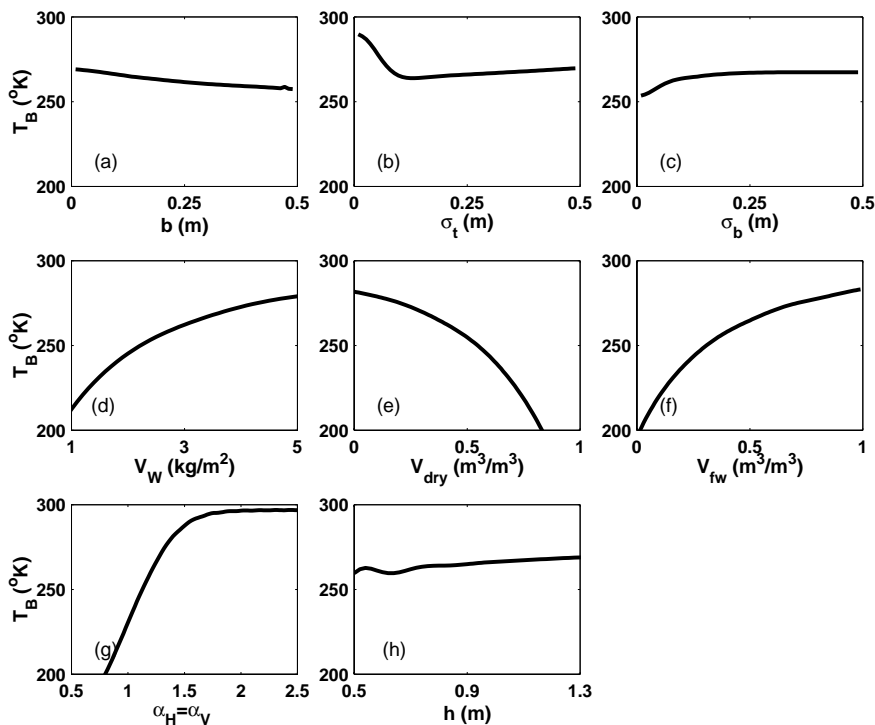 300
250
200
T_B (°K)
(a)
0 0.25 0.5
b (m)
300
250
200
(b)
0 0.25 0.5
σ_t (m)
300
250
200
(c)
0 0.25 0.5
σ_b (m)
300
250
200
T_B (°K)
(d)
1 3 5
V_W (kg/m²)
300
250
200
(e)
0 0.5 1
V_dry (m³/m³)
300
250
200
(f)
0 0.5 1
V_fw (m³/m³)
300
250
200
T_B (°K)
(g)
0.5 1 1.5 2 2.5
α_H=α_V
300
250
200
(h)
0.5 0.9 1.3
h (m)